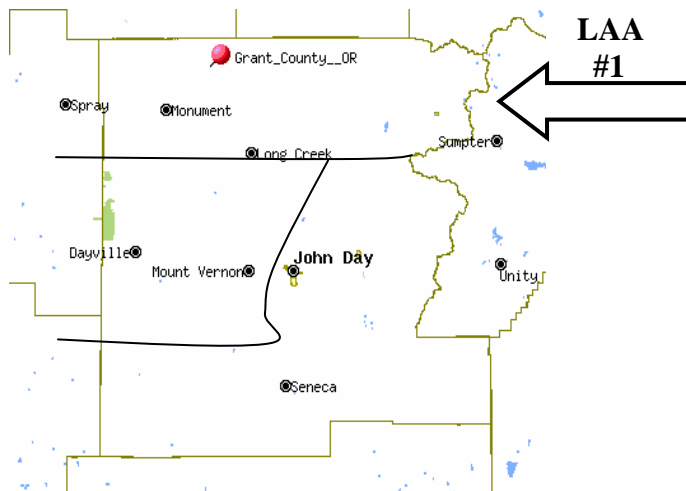 LAA
#1
Grant_County__OR
Spray
Monument
Sumpter
Long Creek
Dayville
John Day
Mount Vernon
Unity
Seneca